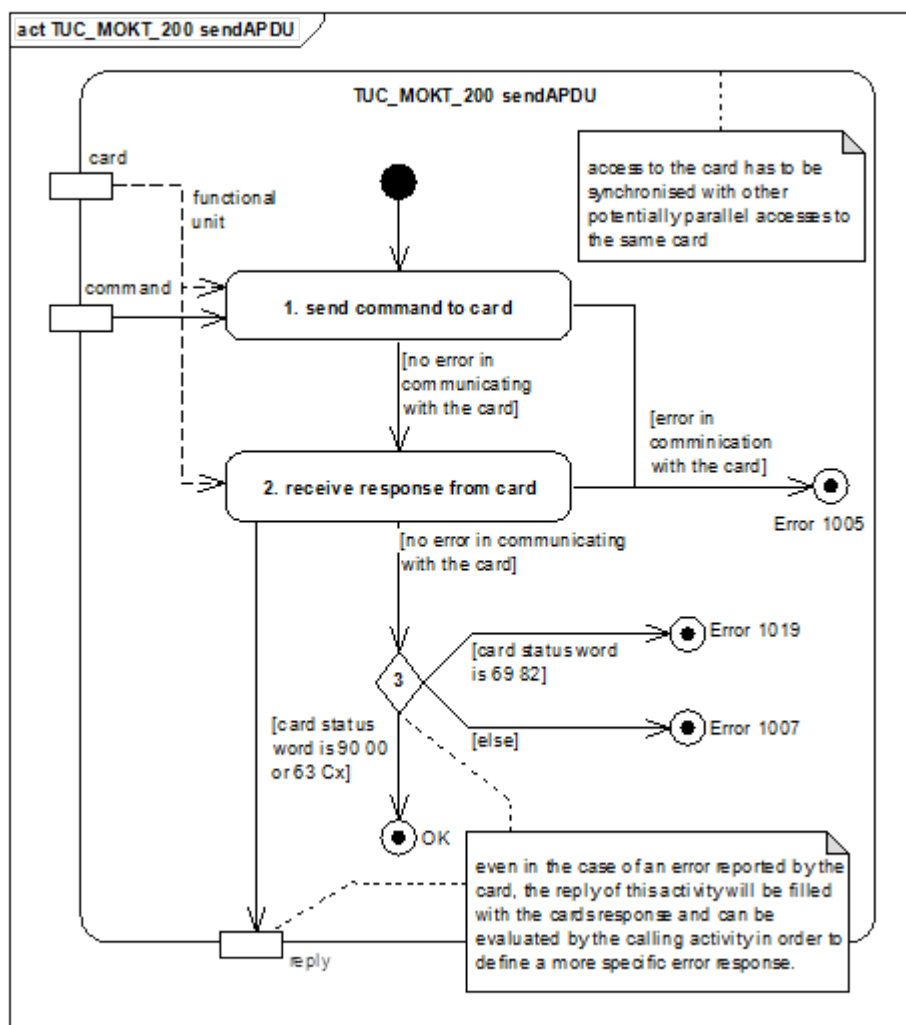 act TUC_MOKT_200 sendAPDU
TUC_MOKT_200 sendAPDU
card
functional
unit
access to the card has to be
synchronised with other
potentially parallel accesses to
the same card
command
1. send command to card
[no error in
communicating
with the card]
[error in
comminication
with the card]
2. receive response from card
Error 1005
[no error in communicating
with the card]
Error 1019
[card status word
is 69 82]
3
[card status
word is 90 00
or 63 Cx]
[else]
Error 1007
OK
even in the case of an error reported by the
card, the reply of this activity will be filled
with the cards response and can be
evaluated by the calling activity in order to
define a more specific error response.
reply